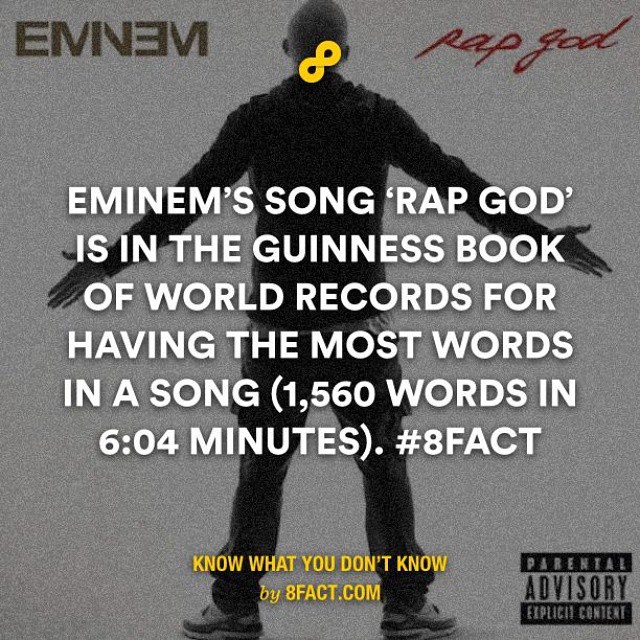 EMINEM
rap god
EMINEM'S SONG ‘RAP GOD’
IS IN THE GUINNESS BOOK
OF WORLD RECORDS FOR
HAVING THE MOST WORDS
IN A SONG (1,560 WORDS IN
6:04 MINUTES). #8FACT
KNOW WHAT YOU DON'T KNOW
by 8FACT.COM
PARENTAL
ADVISORY
EXPLICIT CONTENT